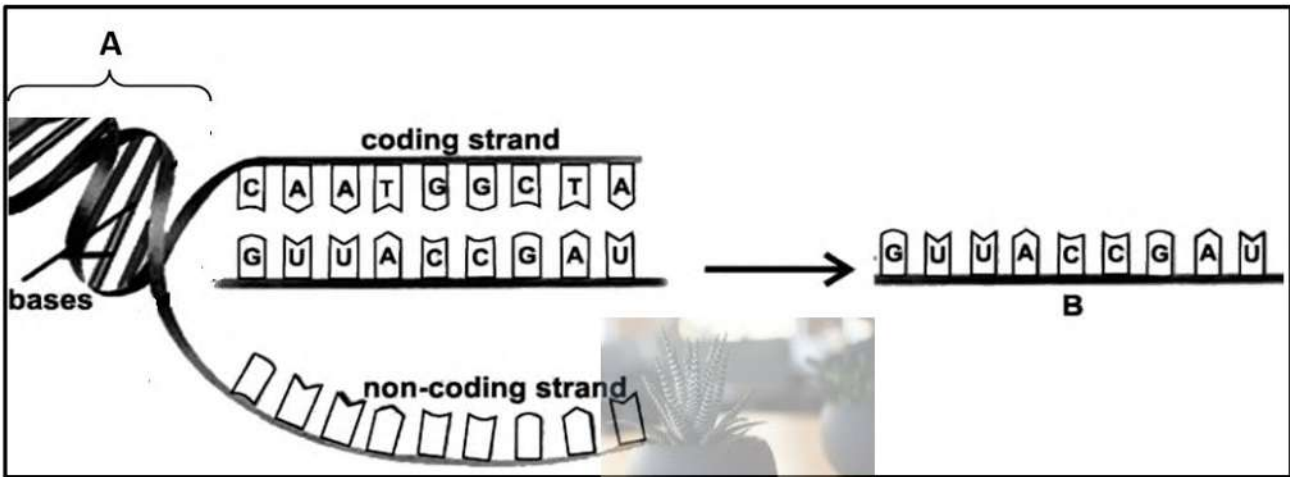 A
coding strand
C A A T G G C T A
G U U A C C G A U
G U U A C C G A U
B
bases
non-coding strand